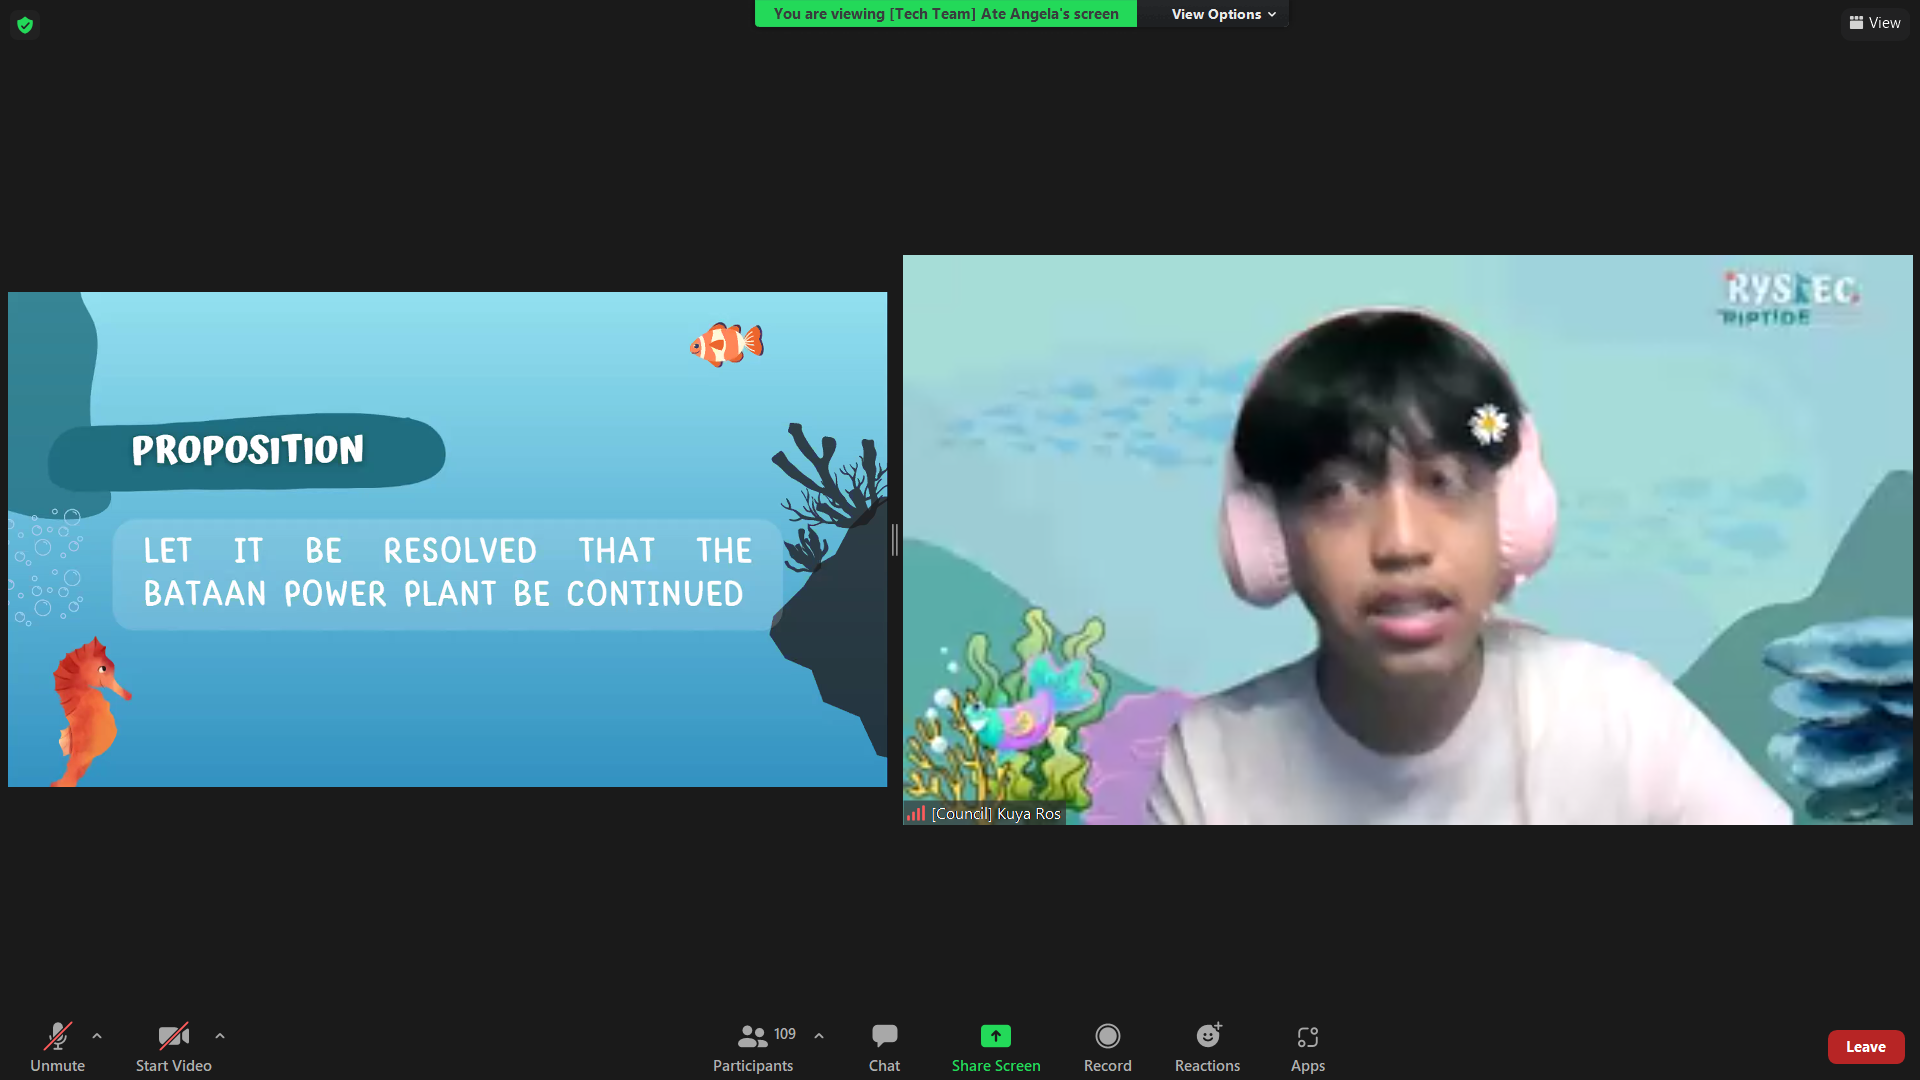 You are viewing [Tech Team] Ate Angela's screen
View Options
View
RYSTEC
RIPTIDE
PROPOSITION
LET IT BE RESOLVED THAT THE
BATAAN POWER PLANT BE CONTINUED
[Council] Kuya Ros
109
Unmute
Start Video
Participants
Chat
Share Screen
Record
Reactions
Apps
Leave